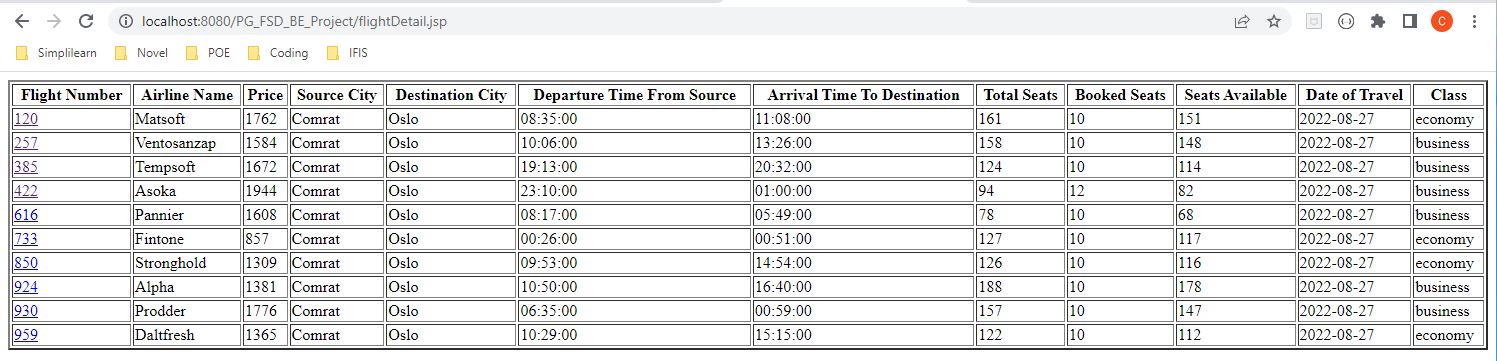 localhost:8080/PG_FSD_BE_Project/flightDetail.jsp C
Simplilearn Novel POE Coding IFIS
Flight Number Airline Name Price Source City Destination City Departure Time From Source Arrival Time To Destination Total Seats Booked Seats Seats Available Date of Travel Class
120 Matsoft 1762 Comrat Oslo 08:35:00 11:08:00 161 10 151 2022-08-27 economy
257 Ventosanzap 1584 Comrat Oslo 10:06:00 13:26:00 158 10 148 2022-08-27 business
385 Tempsoft 1672 Comrat Oslo 19:13:00 20:32:00 124 10 114 2022-08-27 business
422 Asoka 1944 Comrat Oslo 23:10:00 01:00:00 94 12 82 2022-08-27 business
616 Pannier 1608 Comrat Oslo 08:17:00 05:49:00 78 10 68 2022-08-27 business
733 Fintone 857 Comrat Oslo 00:26:00 00:51:00 127 10 117 2022-08-27 economy
850 Stronghold 1309 Comrat Oslo 09:53:00 14:54:00 126 10 116 2022-08-27 economy
924 Alpha 1381 Comrat Oslo 10:50:00 16:40:00 188 10 178 2022-08-27 business
930 Prodder 1776 Comrat Oslo 06:35:00 00:59:00 157 10 147 2022-08-27 business
959 Daltfresh 1365 Comrat Oslo 10:29:00 15:15:00 122 10 112 2022-08-27 economy